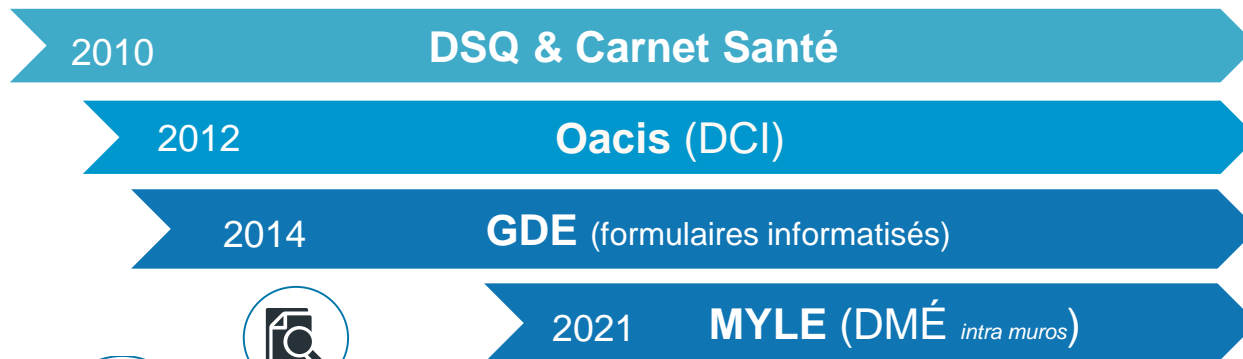 2010 DSQ & Carnet Santé
2012 Oacis (DCI)
2014 GDE (formulaires informatisés)
2021 MYLE (DMÉ intra muros)